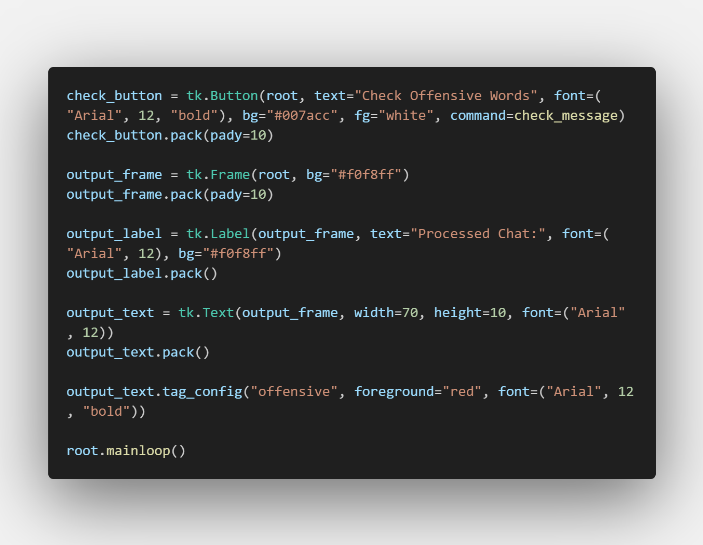 check_button = tk.Button(root, text="Check Offensive Words", font=(
"Arial", 12, "bold"), bg="#007acc", fg="white", command=check_message)
check_button.pack(pady=10)
output_frame = tk.Frame(root, bg="#f0f8ff")
output_frame.pack(pady=10)
output_label = tk.Label(output_frame, text="Processed Chat:", font=(
"Arial", 12), bg="#f0f8ff")
output_label.pack()
output_text = tk.Text(output_frame, width=70, height=10, font=("Arial"
, 12))
output_text.pack()
output_text.tag_config("offensive", foreground="red", font=("Arial", 12
, "bold"))
root.mainloop()